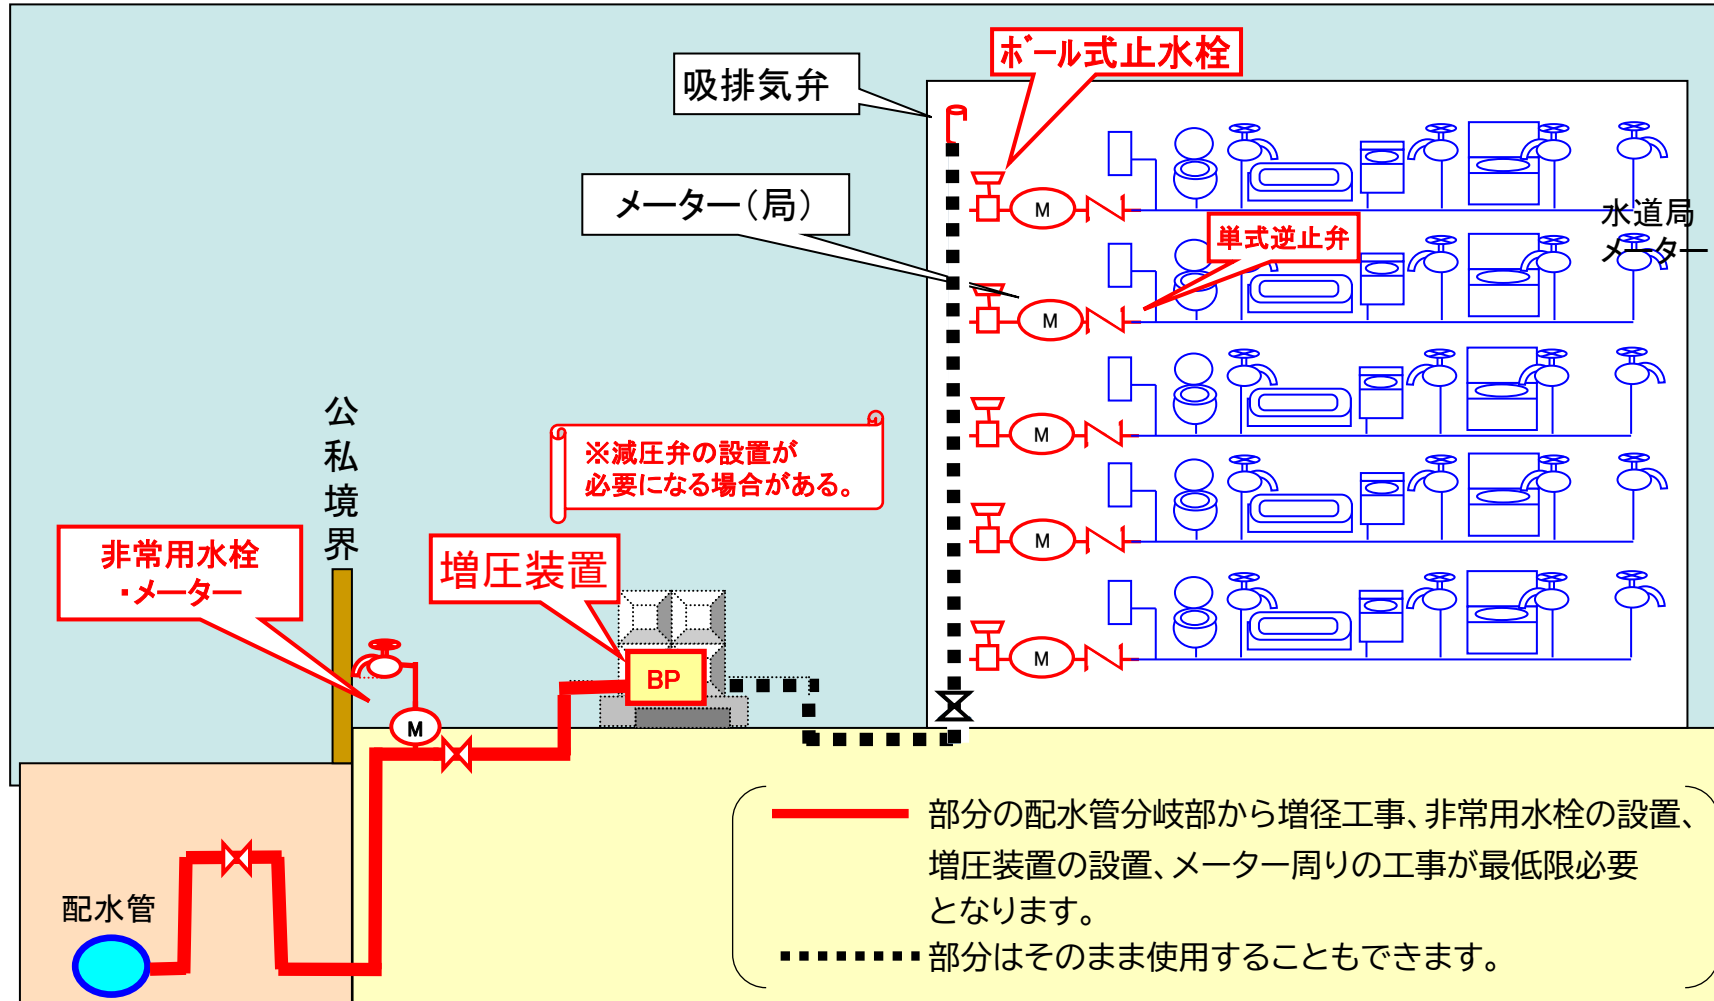 ボール式止水栓
吸排気弁
メーター(局)
M
水道局
メーター
単式逆止弁
M
公私境界
※減圧弁の設置が
必要になる場合がある。
M
非常用水栓
・メーター
増圧装置
M
M
BP
M
部分の配水管分岐部から増径工事、非常用水栓の設置、
増圧装置の設置、メーター周りの工事が最低限必要
となります。
配水管
部分はそのまま使用することもできます。